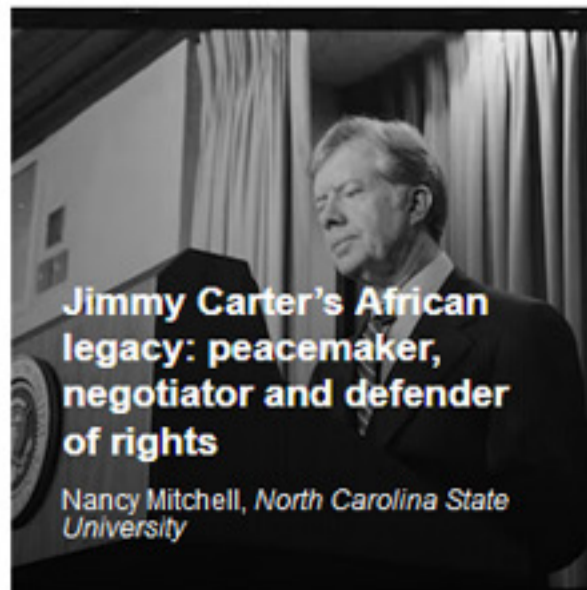 Jimmy Carter’s African
legacy: peacemaker,
negotiator and defender
of rights
Nancy Mitchell, North Carolina State
University